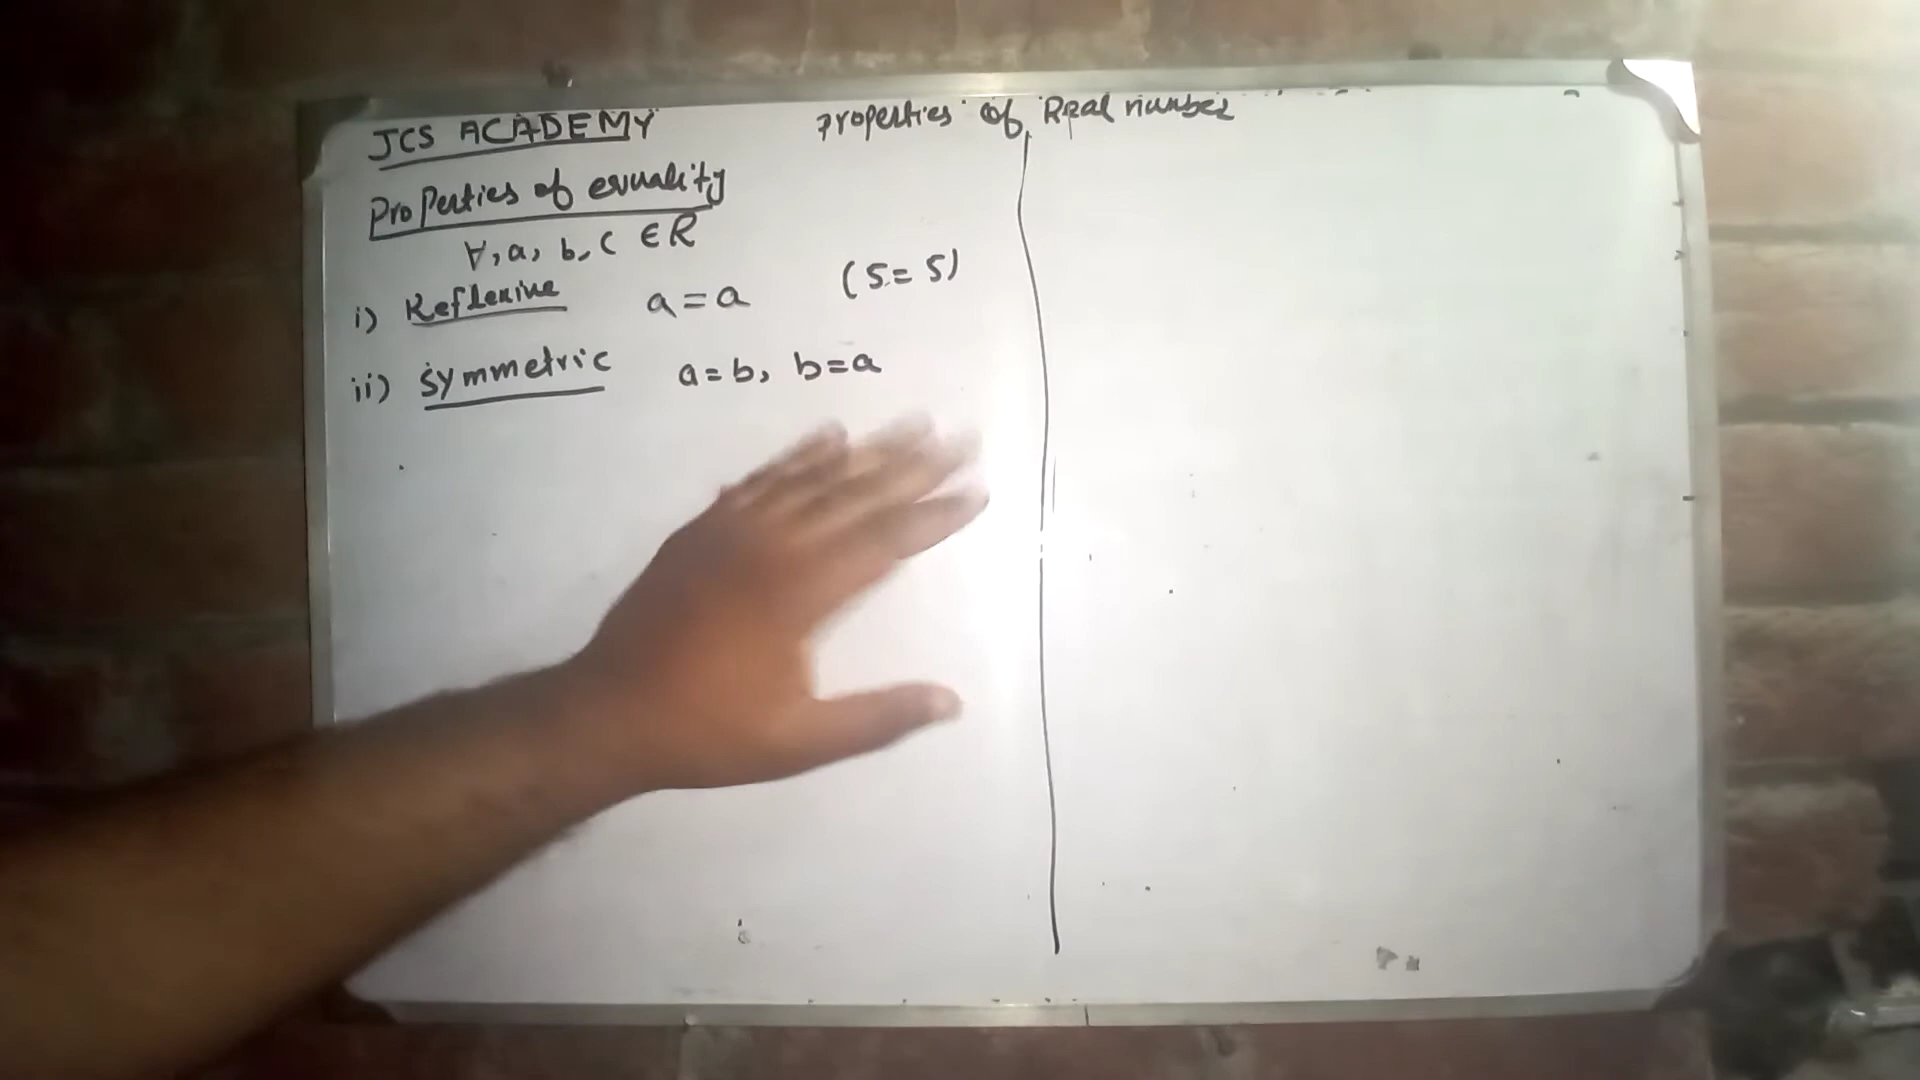 JCS ACADEMY
Properties of Real number
Properties of equality
∀, a, b, c ∈ R
i) Reflexive a = a (5 = 5)
ii) Symmetric a = b, b = a